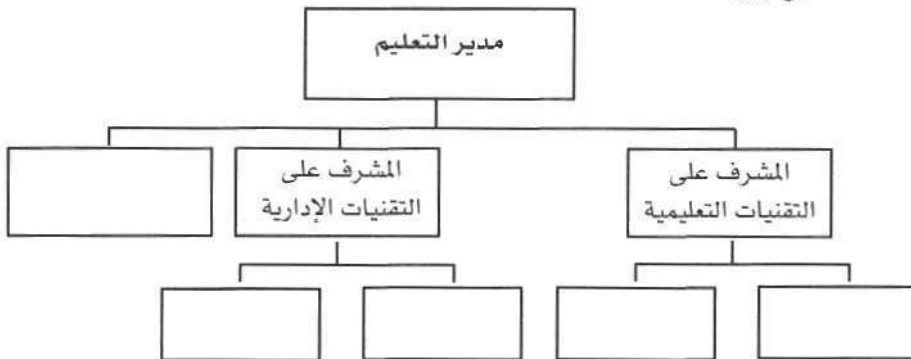 مدير التعليم
المشرف على
التقنيات التعليمية
المشرف على
التقنيات الإدارية